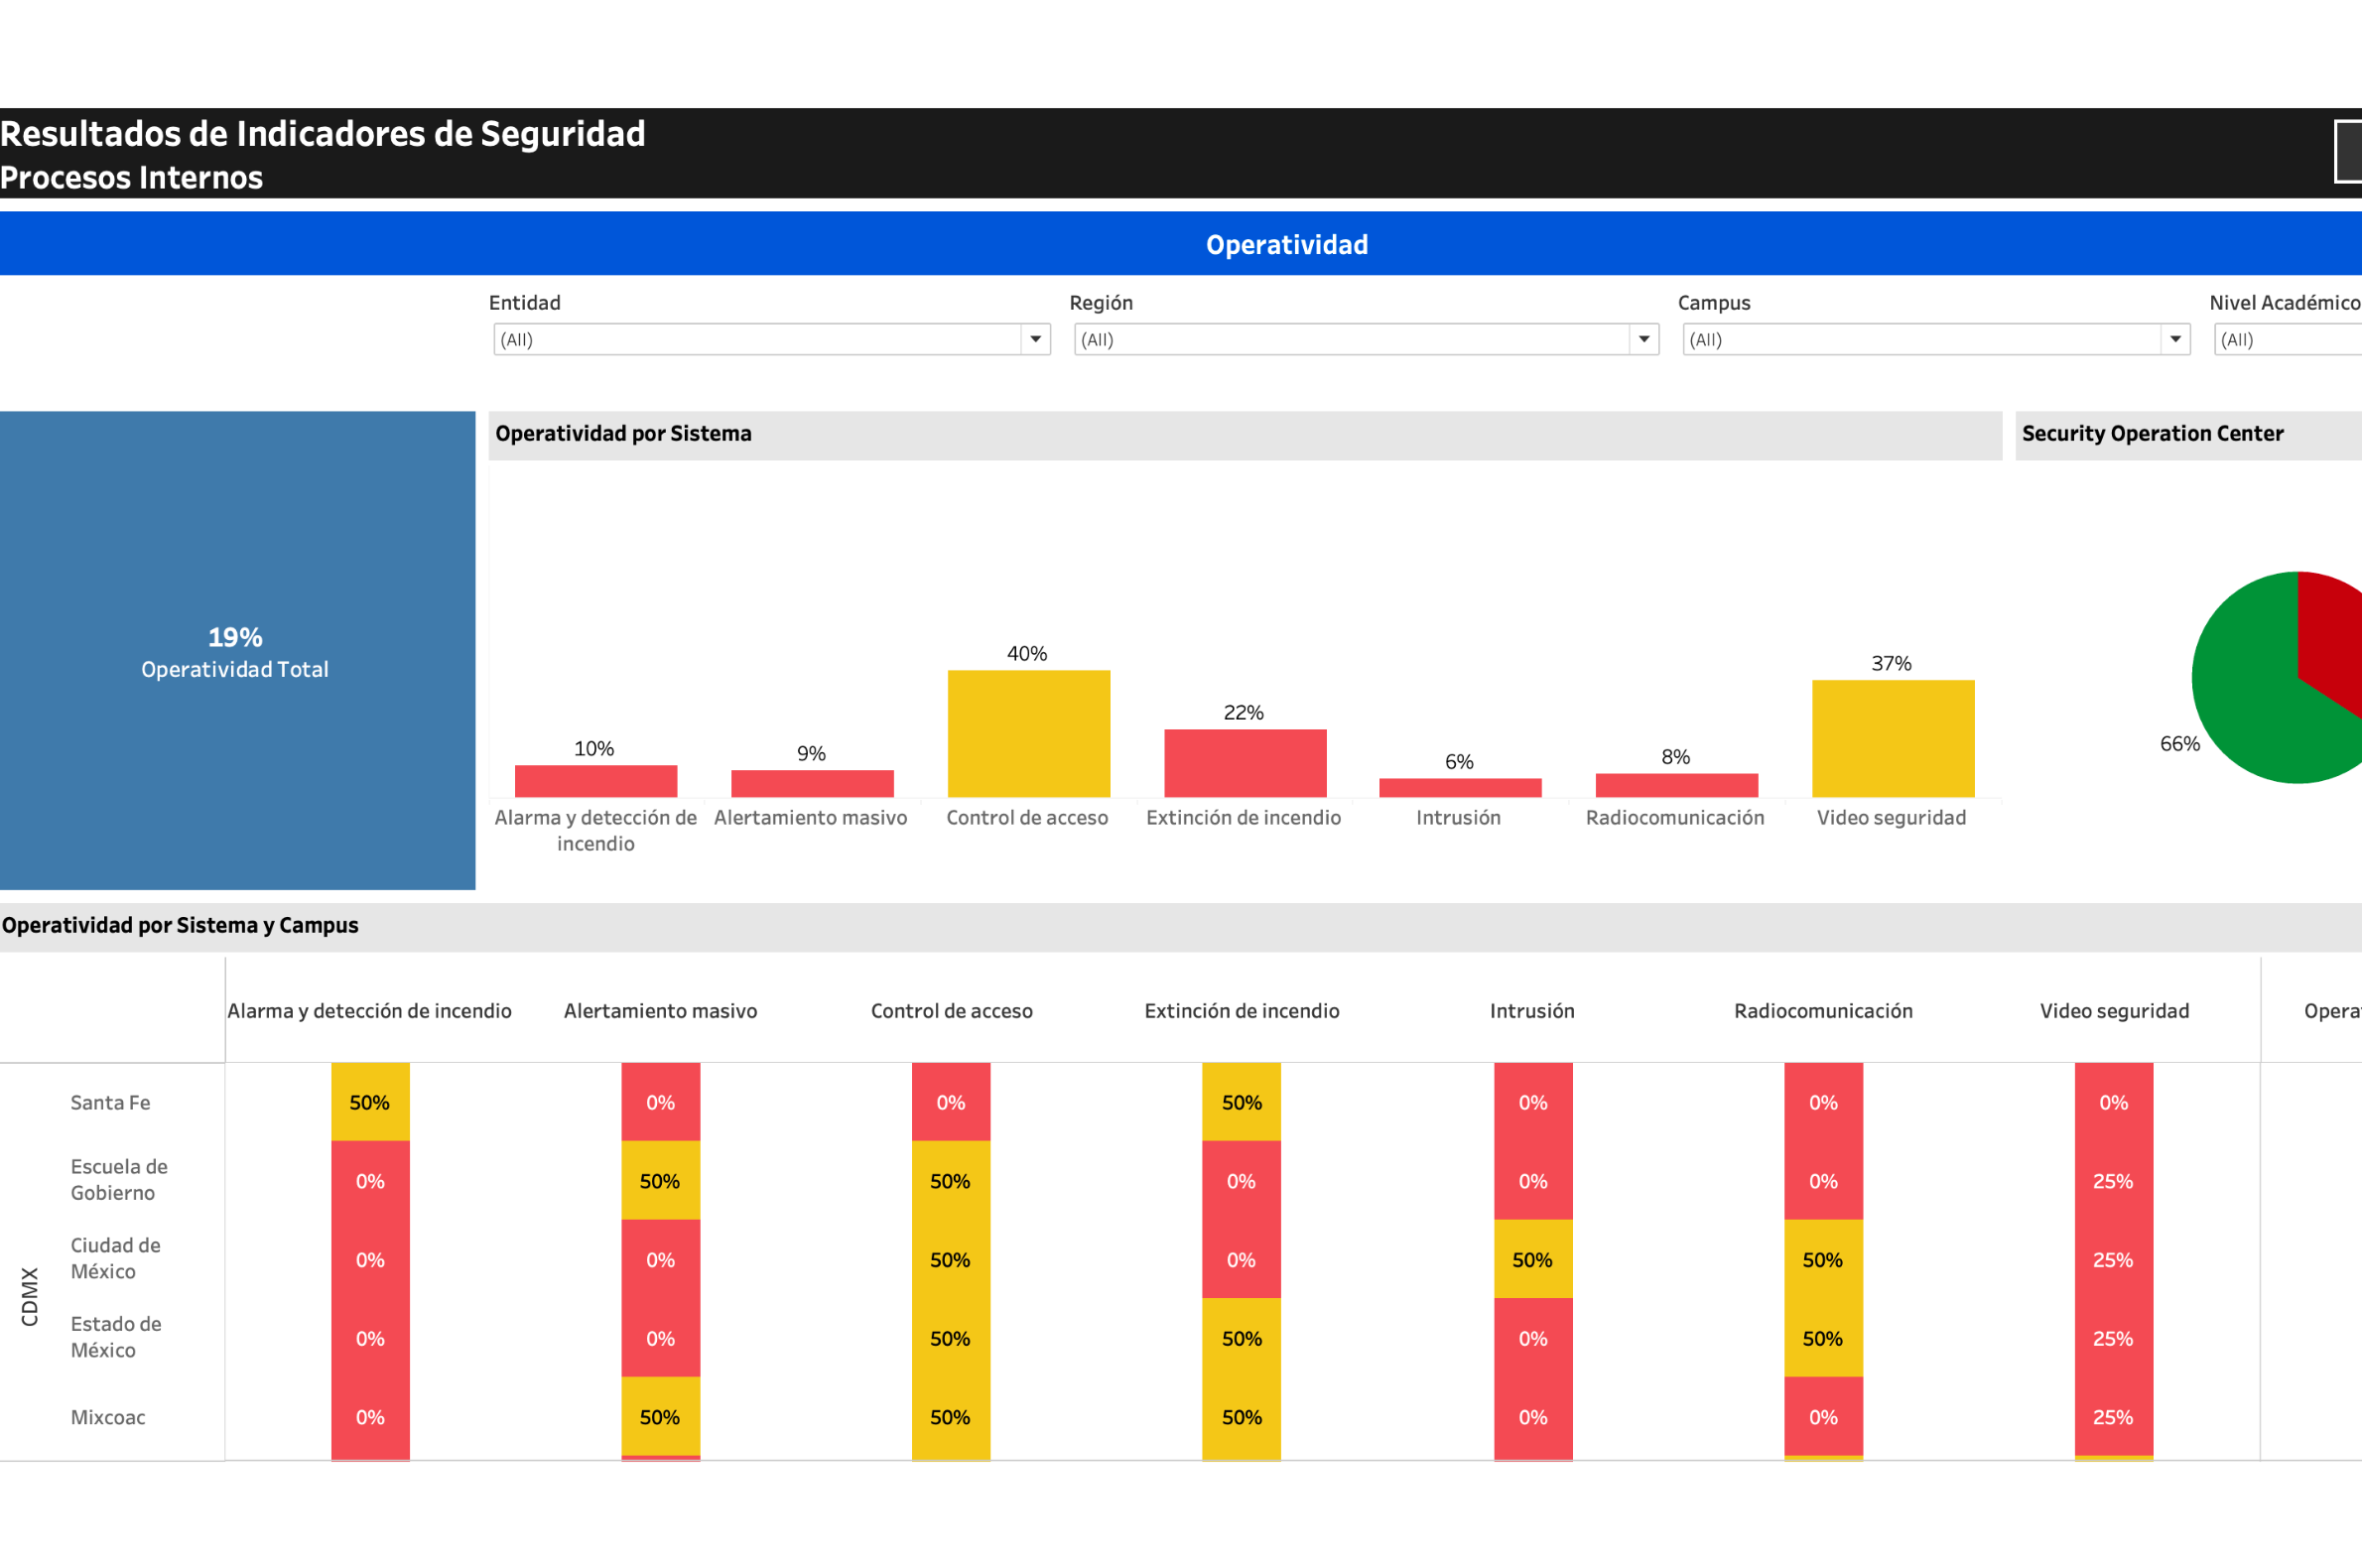 Resultados de Indicadores de Seguridad
Procesos Internos
Operatividad
Entidad
Región
Campus
Nivel Académico
(All)
(All)
(All)
(All)
19%
Operatividad Total
Operatividad por Sistema
10%
9%
40%
22%
6%
8%
37%
Alarma y detección de
incendio
Alertamiento masivo
Control de acceso
Extinción de incendio
Intrusión
Radiocomunicación
Video seguridad
Security Operation Center
66%
Operatividad por Sistema y Campus
Alarma y detección de incendio
Alertamiento masivo
Control de acceso
Extinción de incendio
Intrusión
Radiocomunicación
Video seguridad
CDMX
Santa Fe
50%
0%
0%
50%
0%
0%
0%
Escuela de
Gobierno
0%
50%
50%
0%
0%
0%
25%
Ciudad de
México
0%
0%
50%
0%
50%
50%
25%
Estado de
México
0%
0%
50%
50%
0%
50%
25%
Mixcoac
0%
50%
50%
50%
0%
0%
25%